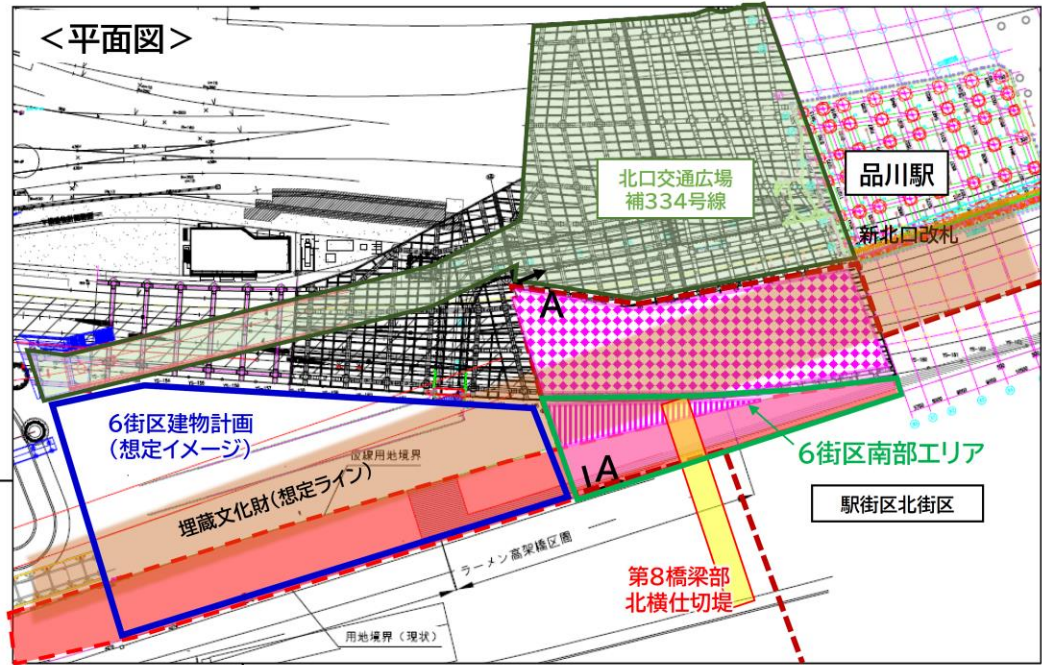 <平面図>
北口交通広場
補334号線
品川駅
新北口改札
A
6街区建物計画
(想定イメージ)
仮線用地境界
埋蔵文化財(想定ライン)
A
6街区南部エリア
駅街区北街区
ラーメン高架橋区間
第8橋梁部
北横仕切堤
用地境界(現状)